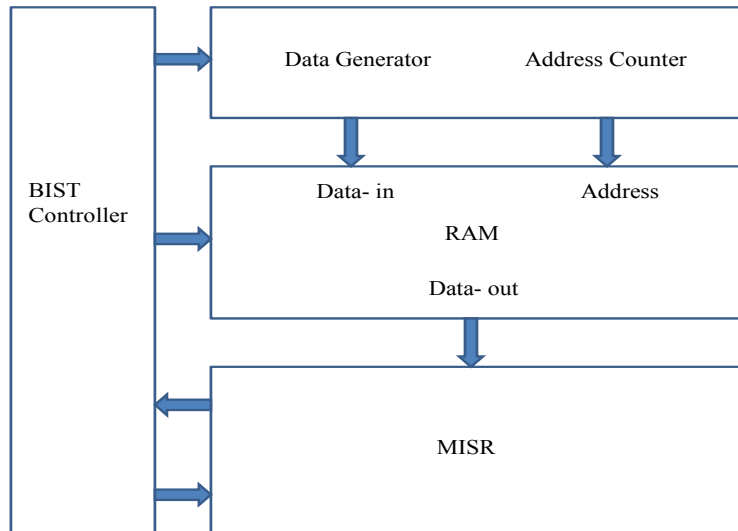 Data Generator
Address Counter
BIST
Controller
Data- in
Address
RAM
Data- out
MISR